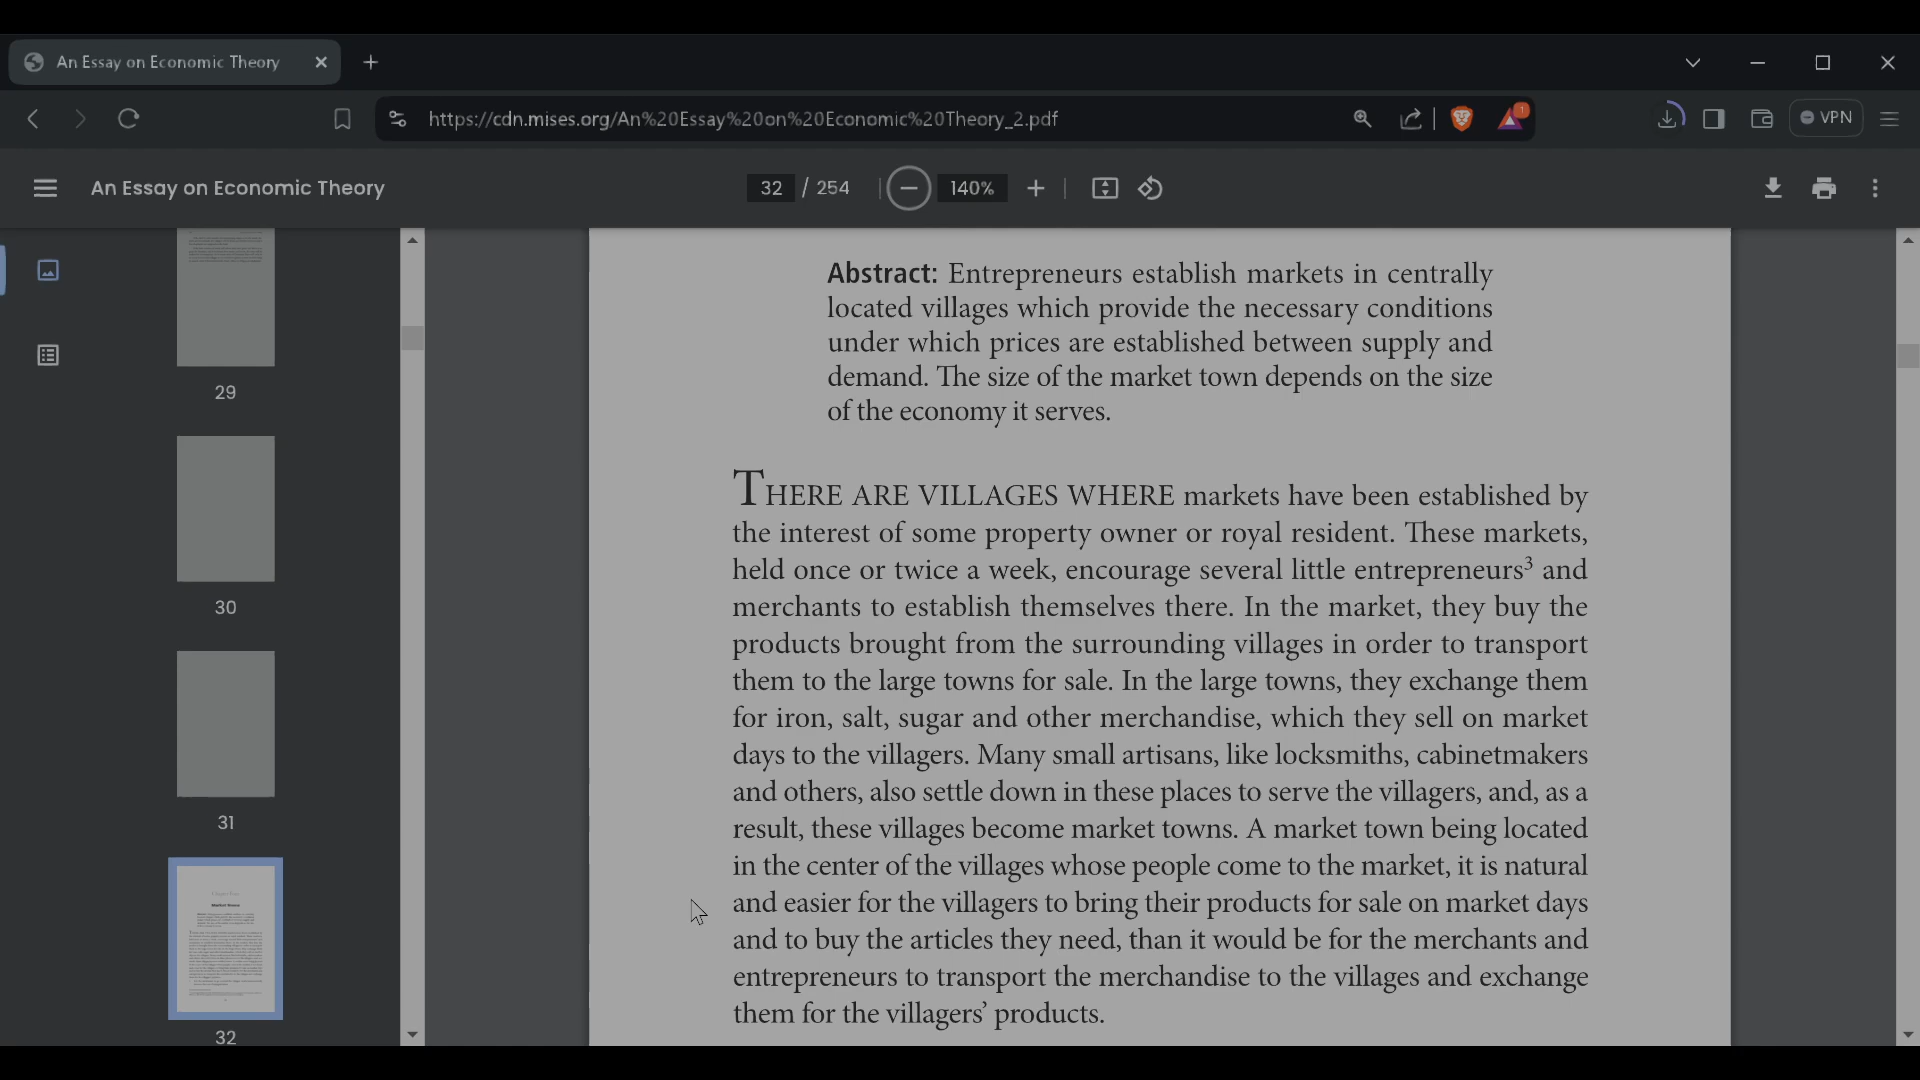 An Essay on Economic Theory
https://cdn.mises.org/An%20Essay%20on%20Economic%20Theory_2.pdf
1
VPN
An Essay on Economic Theory
32 / 254
140%
29
30
31
32
Abstract: Entrepreneurs establish markets in centrally
located villages which provide the necessary conditions
under which prices are established between supply and
demand. The size of the market town depends on the size
of the economy it serves.
THERE ARE VILLAGES WHERE markets have been established by
the interest of some property owner or royal resident. These markets,
held once or twice a week, encourage several little entrepreneurs³ and
merchants to establish themselves there. In the market, they buy the
products brought from the surrounding villages in order to transport
them to the large towns for sale. In the large towns, they exchange them
for iron, salt, sugar and other merchandise, which they sell on market
days to the villagers. Many small artisans, like locksmiths, cabinetmakers
and others, also settle down in these places to serve the villagers, and, as a
result, these villages become market towns. A market town being located
in the center of the villages whose people come to the market, it is natural
and easier for the villagers to bring their products for sale on market days
and to buy the articles they need, than it would be for the merchants and
entrepreneurs to transport the merchandise to the villages and exchange
them for the villagers’ products.